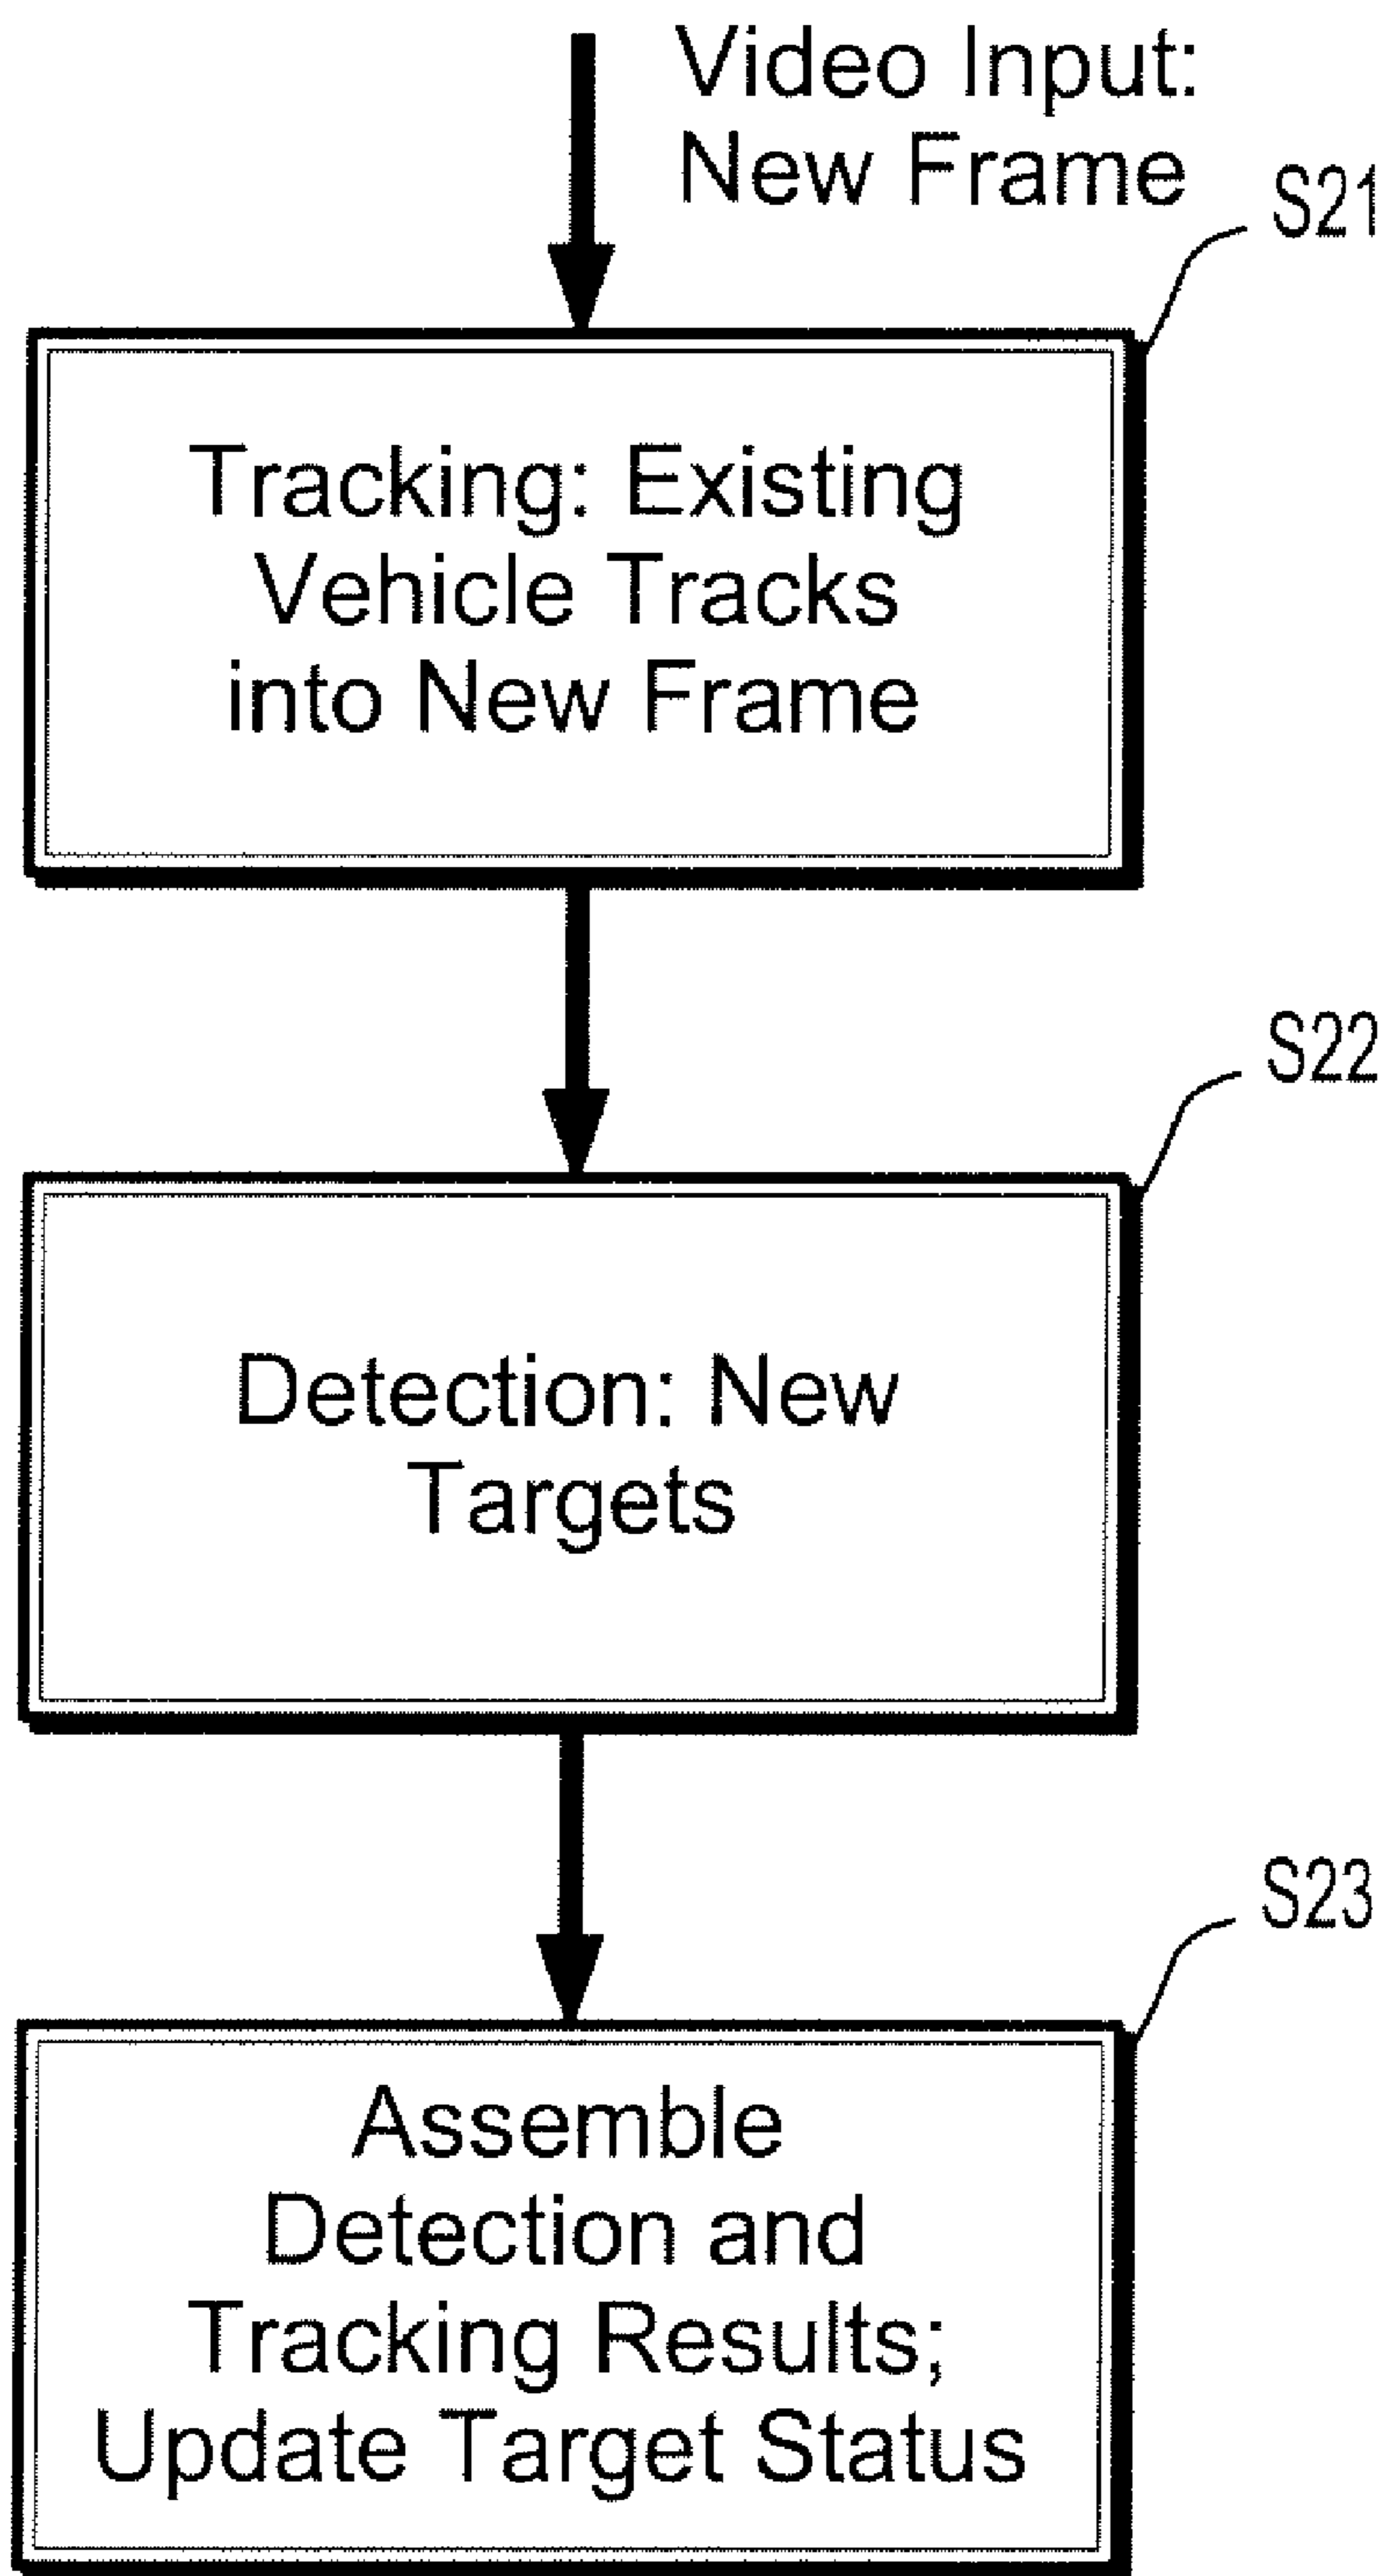 Video Input:
New Frame
S21
Tracking: Existing
Vehicle Tracks
into New Frame
S22
Detection: New
Targets
S23
Assemble
Detection and
Tracking Results;
Update Target Status